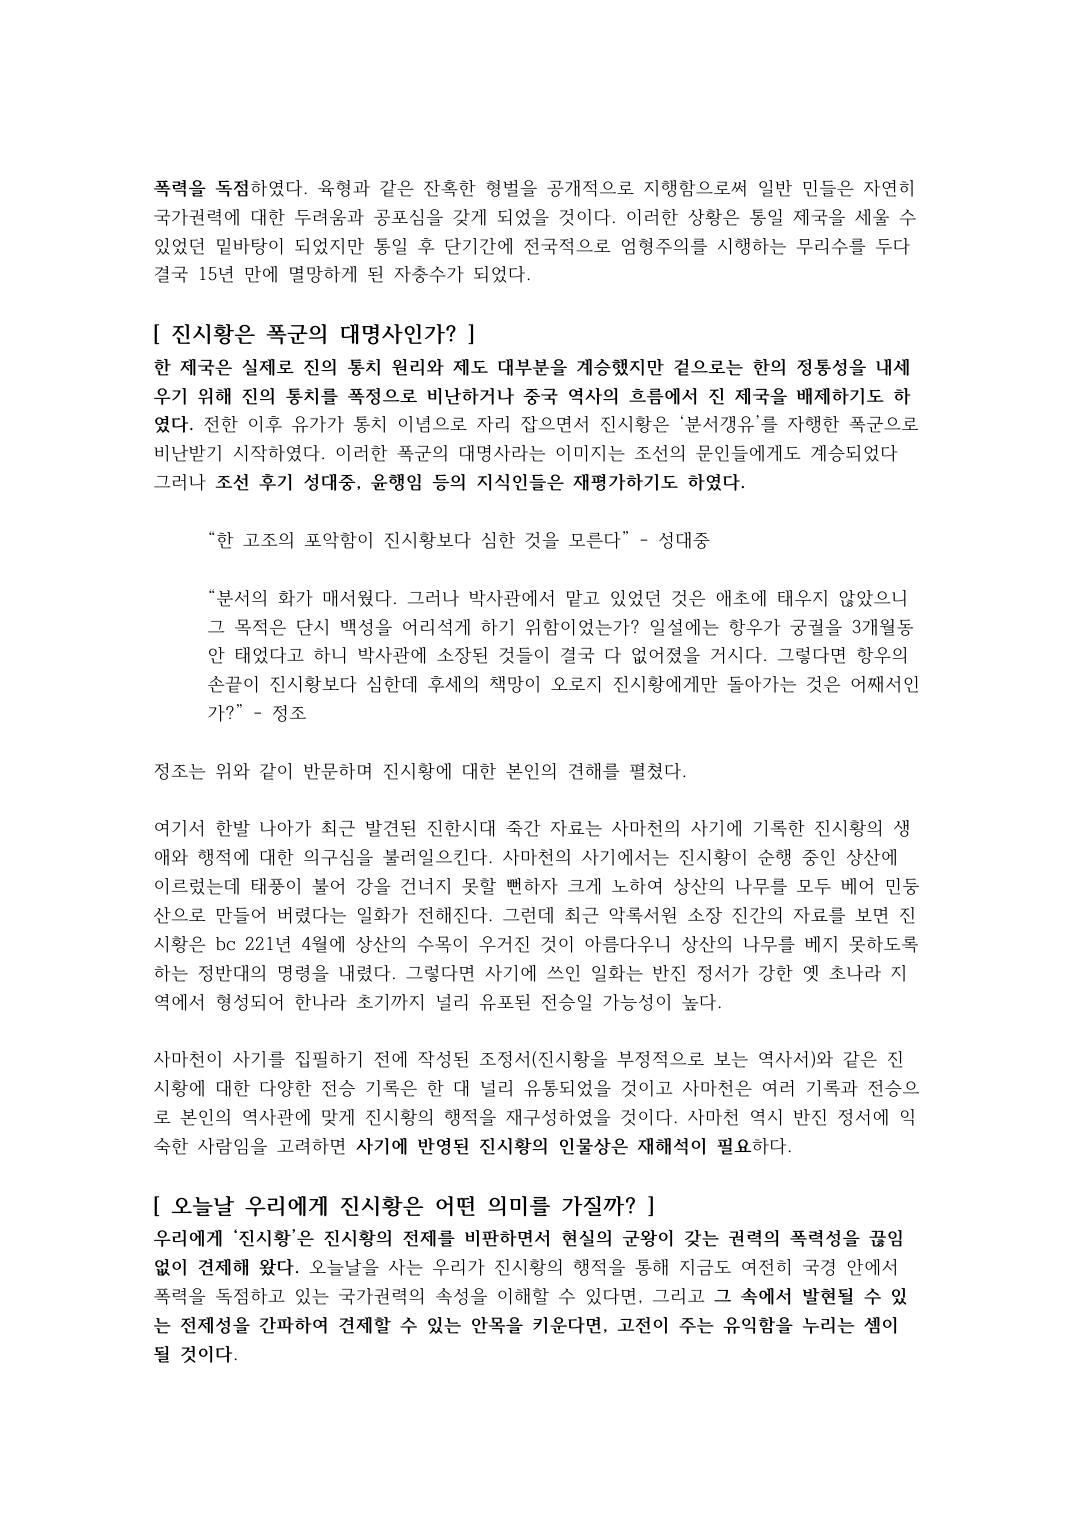 폭력을 독점하였다. 육형과 같은 잔혹한 형벌을 공개적으로 지행함으로써 일반 민들은 자연히
국가권력에 대한 두려움과 공포심을 갖게 되었을 것이다. 이러한 상황은 통일 제국을 세울 수
있었던 밑바탕이 되었지만 통일 후 단기간에 전국적으로 엄형주의를 시행하는 무리수를 두다
결국 15년 만에 멸망하게 된 자충수가 되었다.
[ 진시황은 폭군의 대명사인가? ]
한 제국은 실제로 진의 통치 원리와 제도 대부분을 계승했지만 겉으로는 한의 정통성을 내세
우기 위해 진의 통치를 폭정으로 비난하거나 중국 역사의 흐름에서 진 제국을 배제하기도 하
였다. 전한 이후 유가가 통치 이념으로 자리 잡으면서 진시황은 ‘분서갱유’를 자행한 폭군으로
비난받기 시작하였다. 이러한 폭군의 대명사라는 이미지는 조선의 문인들에게도 계승되었다
그러나 조선 후기 성대중, 윤행임 등의 지식인들은 재평가하기도 하였다.
“한 고조의 포악함이 진시황보다 심한 것을 모른다” - 성대중
“분서의 화가 매서웠다. 그러나 박사관에서 맡고 있었던 것은 애초에 태우지 않았으니
그 목적은 단시 백성을 어리석게 하기 위함이었는가? 일설에는 항우가 궁궐을 3개월동
안 태었다고 하니 박사관에 소장된 것들이 결국 다 없어졌을 거시다. 그렇다면 항우의
손끝이 진시황보다 심한데 후세의 책망이 오로지 진시황에게만 돌아가는 것은 어째서인
가?” - 정조
정조는 위와 같이 반문하며 진시황에 대한 본인의 견해를 펼쳤다.
여기서 한발 나아가 최근 발견된 진한시대 죽간 자료는 사마천의 사기에 기록한 진시황의 생
애와 행적에 대한 의구심을 불러일으킨다. 사마천의 사기에서는 진시황이 순행 중인 상산에
이르렀는데 태풍이 불어 강을 건너지 못할 뻔하자 크게 노하여 상산의 나무를 모두 베어 민둥
산으로 만들어 버렸다는 일화가 전해진다. 그런데 최근 악록서원 소장 진간의 자료를 보면 진
시황은 bc 221년 4월에 상산의 수목이 우거진 것이 아름다우니 상산의 나무를 베지 못하도록
하는 정반대의 명령을 내렸다. 그렇다면 사기에 쓰인 일화는 반진 정서가 강한 옛 초나라 지
역에서 형성되어 한나라 초기까지 널리 유포된 전승일 가능성이 높다.
사마천이 사기를 집필하기 전에 작성된 조정서(진시황을 부정적으로 보는 역사서)와 같은 진
시황에 대한 다양한 전승 기록은 한 대 널리 유통되었을 것이고 사마천은 여러 기록과 전승으
로 본인의 역사관에 맞게 진시황의 행적을 재구성하였을 것이다. 사마천 역시 반진 정서에 익
숙한 사람임을 고려하면 사기에 반영된 진시황의 인물상은 재해석이 필요하다.
[ 오늘날 우리에게 진시황은 어떤 의미를 가질까? ]
우리에게 ‘진시황’은 진시황의 전제를 비판하면서 현실의 군왕이 갖는 권력의 폭력성을 끊임
없이 견제해 왔다. 오늘날을 사는 우리가 진시황의 행적을 통해 지금도 여전히 국경 안에서
폭력을 독점하고 있는 국가권력의 속성을 이해할 수 있다면, 그리고 그 속에서 발현될 수 있
는 전제성을 간파하여 견제할 수 있는 안목을 키운다면, 고전이 주는 유익함을 누리는 셈이
될 것이다.